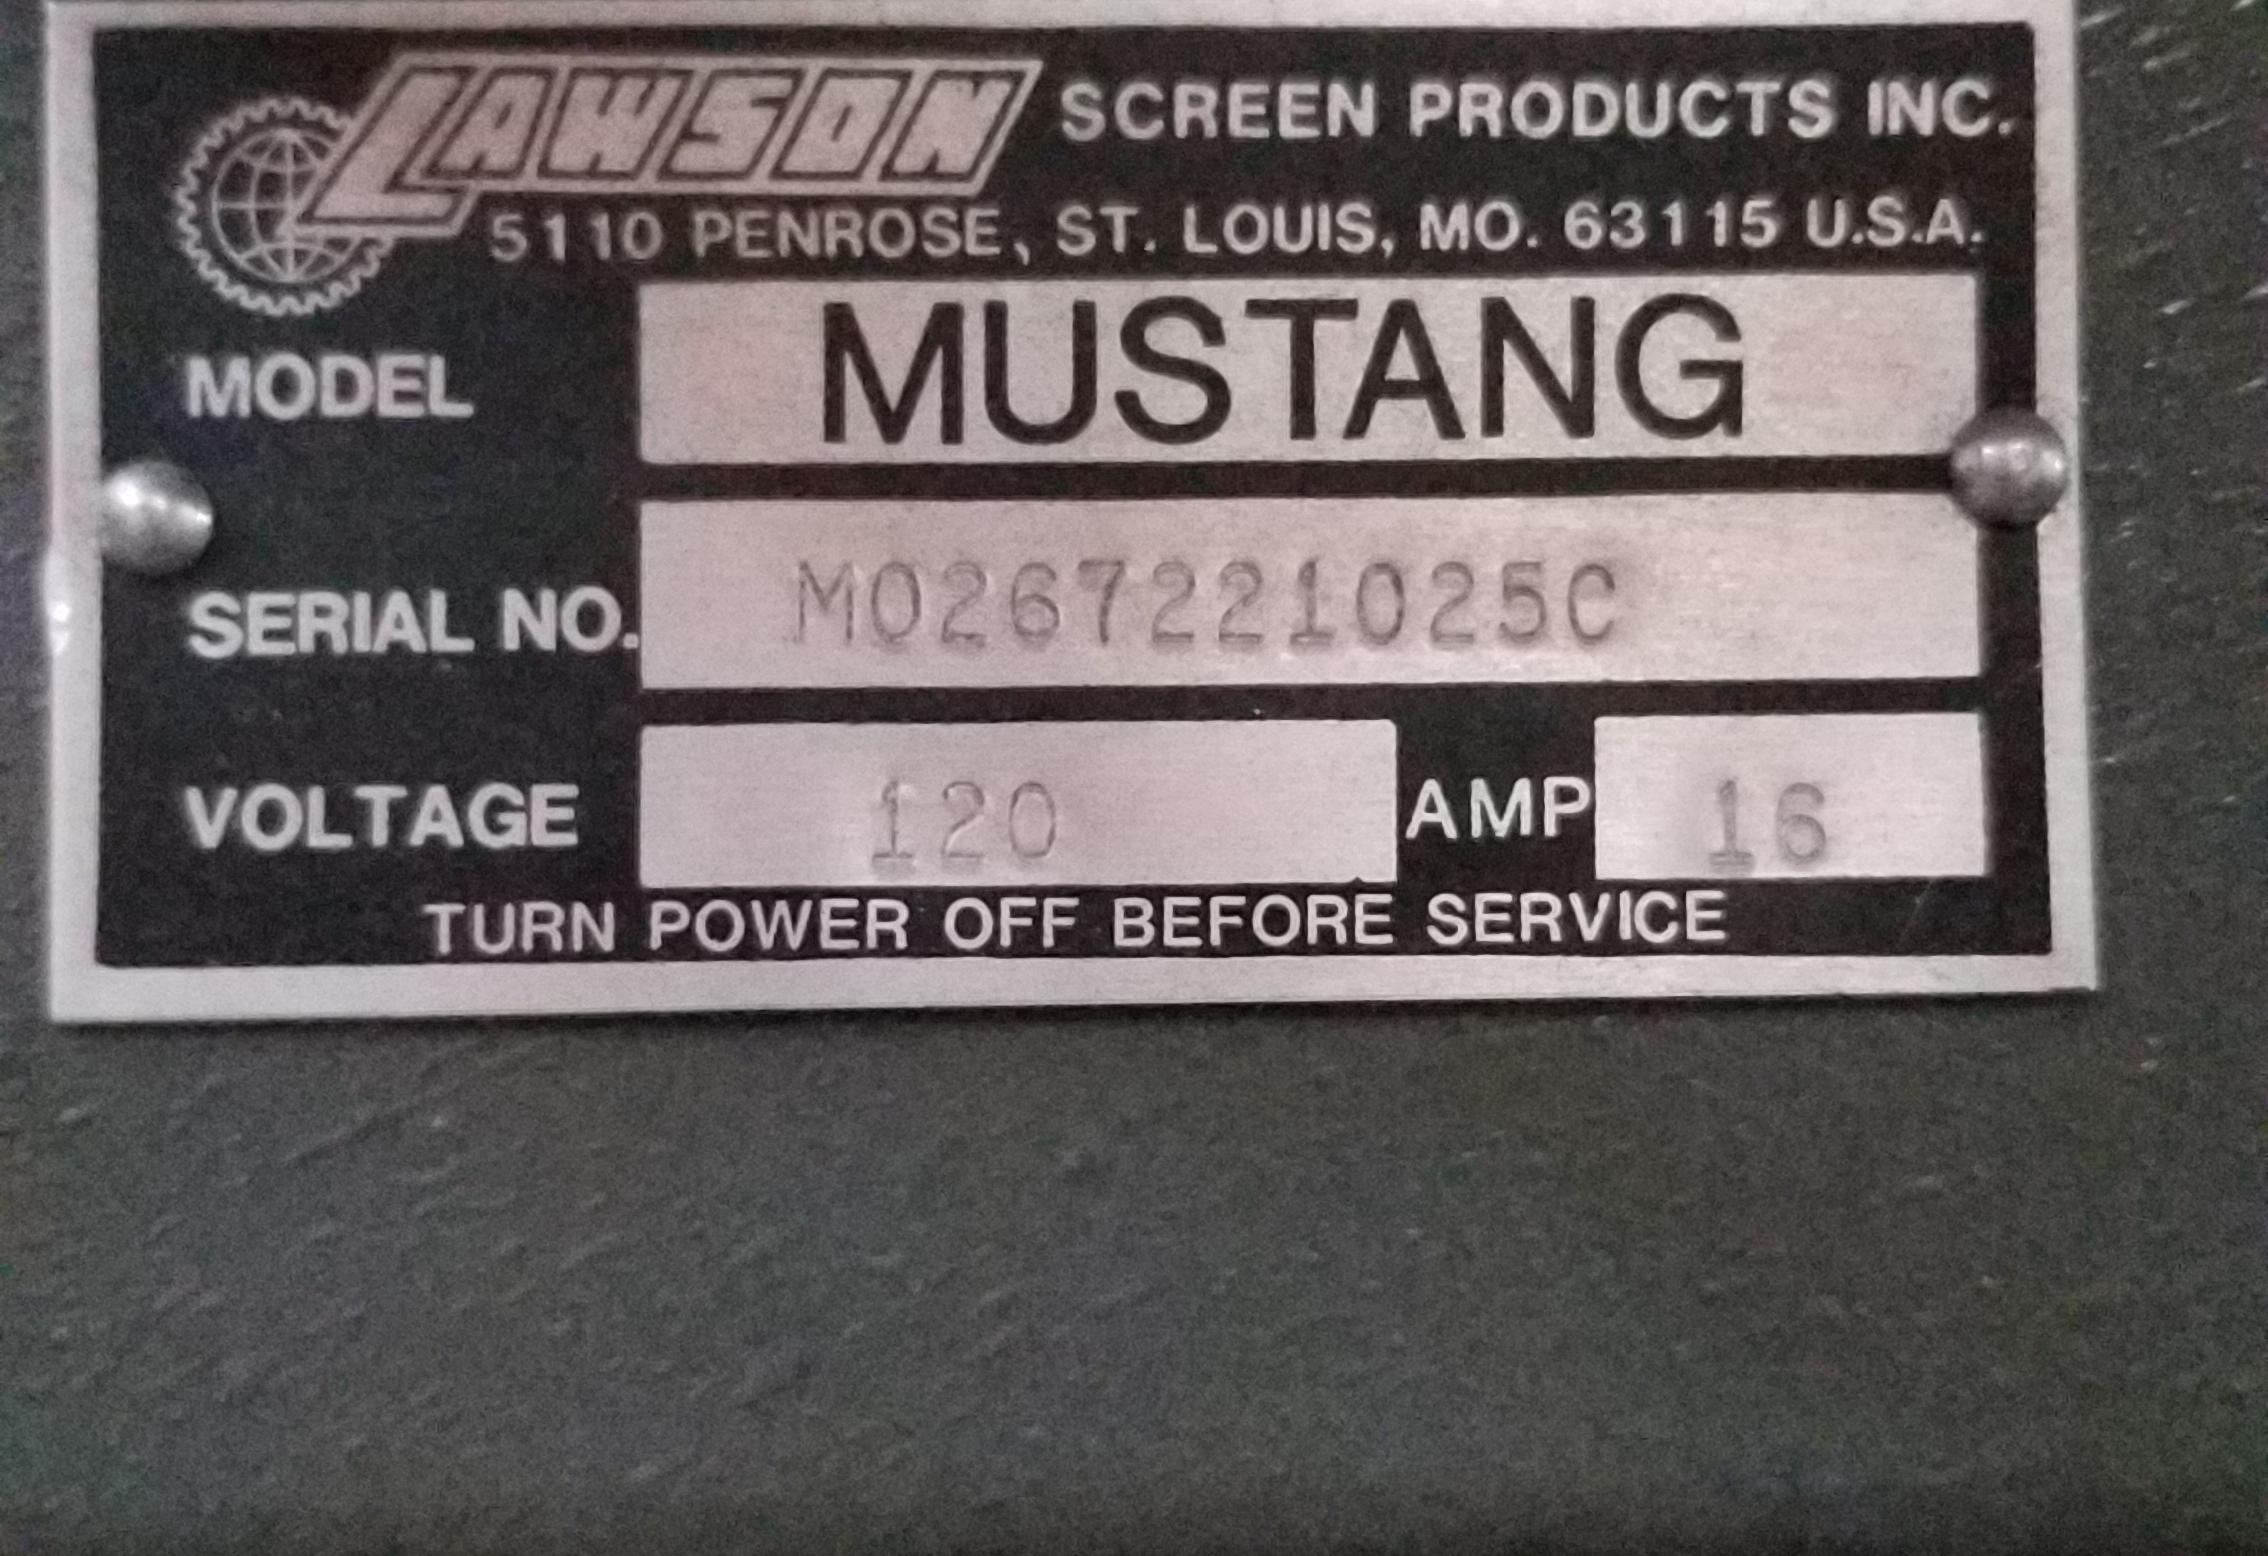 LAWSON SCREEN PRODUCTS INC.
5110 PENROSE, ST. LOUIS, MO. 63115 U.S.A.
MODEL MUSTANG
SERIAL NO. M0267221025C
VOLTAGE 120 AMP 16
TURN POWER OFF BEFORE SERVICE